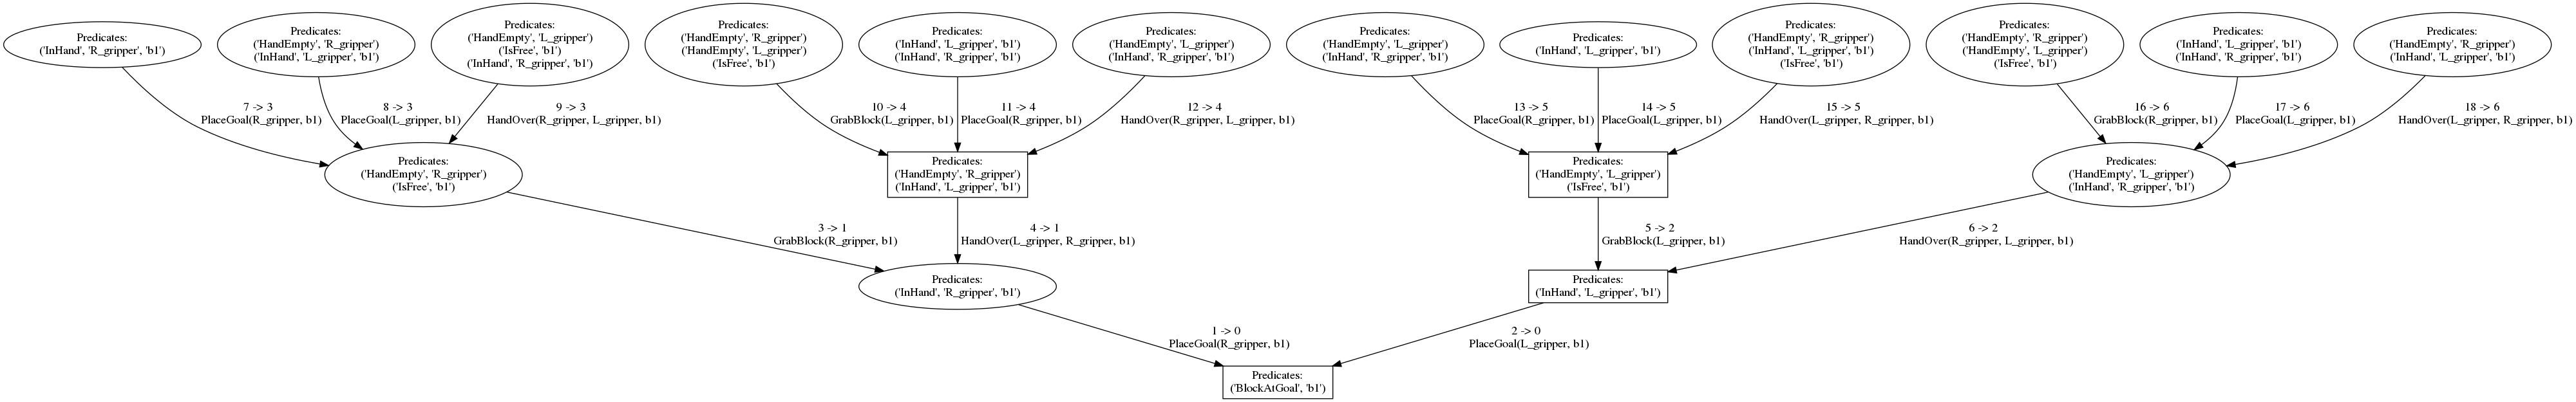 Predicates:
('InHand', 'R_gripper', 'b1')
Predicates:
('HandEmpty', 'R_gripper')
('InHand', 'L_gripper', 'b1')
Predicates:
('HandEmpty', 'L_gripper')
('IsFree', 'b1')
('InHand', 'R_gripper', 'b1')
Predicates:
('HandEmpty', 'R_gripper')
('HandEmpty', 'L_gripper')
('IsFree', 'b1')
Predicates:
('InHand', 'L_gripper', 'b1')
('InHand', 'R_gripper', 'b1')
Predicates:
('HandEmpty', 'L_gripper')
('InHand', 'R_gripper', 'b1')
Predicates:
('HandEmpty', 'L_gripper')
('InHand', 'R_gripper', 'b1')
Predicates:
('InHand', 'L_gripper', 'b1')
Predicates:
('HandEmpty', 'R_gripper')
('InHand', 'L_gripper', 'b1')
('IsFree', 'b1')
Predicates:
('HandEmpty', 'R_gripper')
('HandEmpty', 'L_gripper')
('IsFree', 'b1')
Predicates:
('InHand', 'L_gripper', 'b1')
('InHand', 'R_gripper', 'b1')
Predicates:
('HandEmpty', 'R_gripper')
('InHand', 'L_gripper', 'b1')
7 -> 3
PlaceGoal(R_gripper, b1)
8 -> 3
PlaceGoal(L_gripper, b1)
9 -> 3
HandOver(R_gripper, L_gripper, b1)
10 -> 4
GrabBlock(L_gripper, b1)
11 -> 4
PlaceGoal(R_gripper, b1)
12 -> 4
HandOver(R_gripper, L_gripper, b1)
13 -> 5
PlaceGoal(R_gripper, b1)
14 -> 5
PlaceGoal(L_gripper, b1)
15 -> 5
HandOver(L_gripper, R_gripper, b1)
16 -> 6
GrabBlock(R_gripper, b1)
17 -> 6
PlaceGoal(L_gripper, b1)
18 -> 6
HandOver(L_gripper, R_gripper, b1)
Predicates:
('HandEmpty', 'R_gripper')
('IsFree', 'b1')
Predicates:
('HandEmpty', 'R_gripper')
('InHand', 'L_gripper', 'b1')
Predicates:
('HandEmpty', 'L_gripper')
('IsFree', 'b1')
Predicates:
('HandEmpty', 'L_gripper')
('InHand', 'R_gripper', 'b1')
3 -> 1
GrabBlock(R_gripper, b1)
4 -> 1
HandOver(L_gripper, R_gripper, b1)
5 -> 2
GrabBlock(L_gripper, b1)
6 -> 2
HandOver(R_gripper, L_gripper, b1)
Predicates:
('InHand', 'R_gripper', 'b1')
Predicates:
('InHand', 'L_gripper', 'b1')
1 -> 0
PlaceGoal(R_gripper, b1)
2 -> 0
PlaceGoal(L_gripper, b1)
Predicates:
('BlockAtGoal', 'b1')